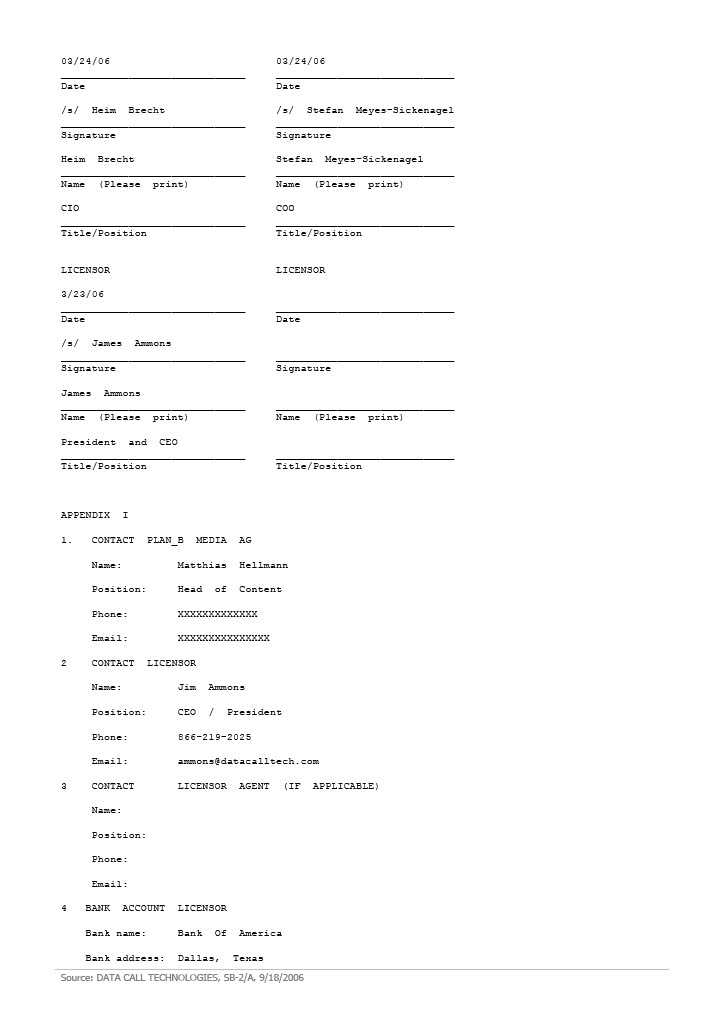 03/24/06 03/24/06
Date Date
/s/ Heim Brecht /s/ Stefan Meyes-Sickenagel
Signature Signature
Heim Brecht Stefan Meyes-Sickenagel
Name (Please print) Name (Please print)
CIO COO
Title/Position Title/Position
LICENSOR LICENSOR
3/23/06
Date Date
/s/ James Ammons
Signature Signature
James Ammons
Name (Please print) Name (Please print)
President and CEO
Title/Position Title/Position
APPENDIX I
1. CONTACT PLAN_B MEDIA AG
Name: Matthias Hellmann
Position: Head of Content
Phone: XXXXXXXXXXXXX
Email: XXXXXXXXXXXXXXX
2 CONTACT LICENSOR
Name: Jim Ammons
Position: CEO / President
Phone: 866-219-2025
Email: ammons@datacalltech.com
3 CONTACT LICENSOR AGENT (IF APPLICABLE)
Name:
Position:
Phone:
Email:
4 BANK ACCOUNT LICENSOR
Bank name: Bank Of America
Bank address: Dallas, Texas
Source: DATA CALL TECHNOLOGIES, SB-2/A, 9/18/2006